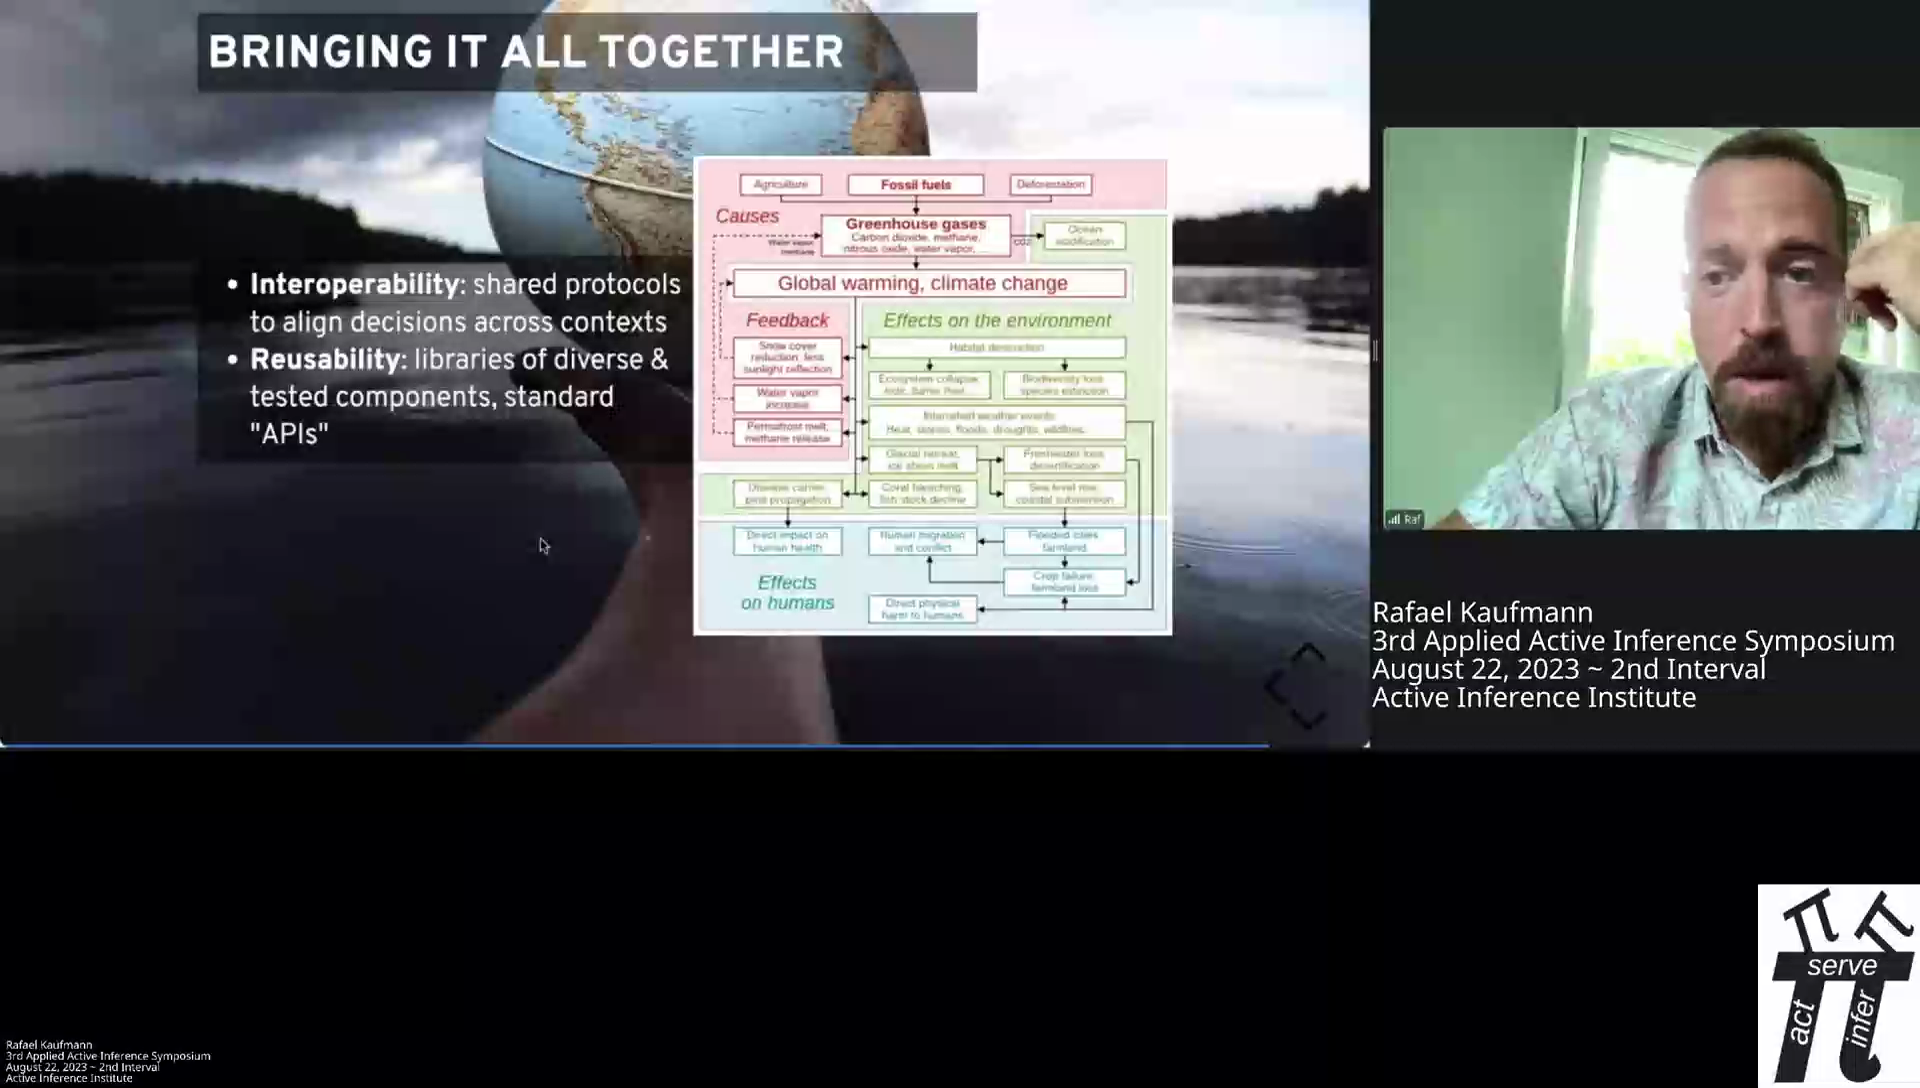 BRINGING IT ALL TOGETHER
• Interoperability: shared protocols
to align decisions across contexts
• Reusability: libraries of diverse &
tested components, standard
"APIs"
Agriculture
Fossil fuels
Deforestation
Causes
Greenhouse gases
Carbon dioxide, methane,
nitrous oxide, water vapor, ...
Water vapor,
methane
CO2
Ocean
acidification
Global warming, climate change
Feedback
Effects on the environment
Snow cover
reduction, less
sunlight reflection
Habitat destruction
Ecosystem collapse
Biodiversity loss
species extinction
Water vapor
increase
Intensified weather events
Heat, storms, floods, droughts, wildfires
Permafrost melt,
methane release
Glacial retreat,
ice sheet melt
Freshwater loss
desertification
Disease carrier,
pest propagation
Coral bleaching,
fish stock decline
Sea level rise
coastal submersion
Direct impact on
human health
Human migration
and conflict
Flooded cities
farmland
Effects
on humans
Crop failure
farmland loss
Direct physical
harm to humans
Raf
Rafael Kaufmann
3rd Applied Active Inference Symposium
August 22, 2023 ~ 2nd Interval
Active Inference Institute
serve
act
infer
Rafael Kaufmann
3rd Applied Active Inference Symposium
August 22, 2023 ~ 2nd Interval
Active Inference Institute